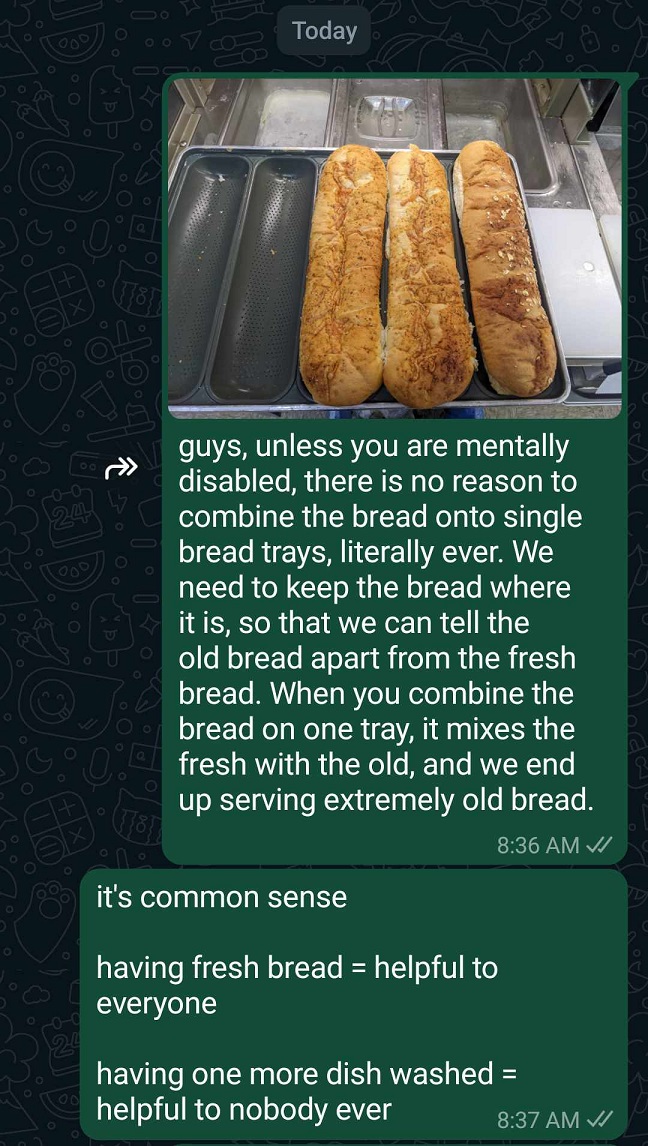 Today
guys, unless you are mentally
disabled, there is no reason to
combine the bread onto single
bread trays, literally ever. We
need to keep the bread where
it is, so that we can tell the
old bread apart from the fresh
bread. When you combine the
bread on one tray, it mixes the
fresh with the old, and we end
up serving extremely old bread.
8:36 AM
it's common sense
having fresh bread = helpful to
everyone
having one more dish washed =
helpful to nobody ever
8:37 AM